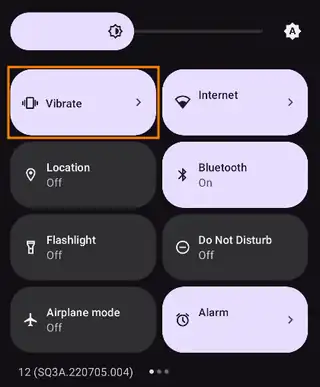 A
Vibrate
Internet
Location
Off
Bluetooth
On
Flashlight
Off
Do Not Disturb
Off
Airplane mode
Off
Alarm
12 (SQ3A.220705.004)